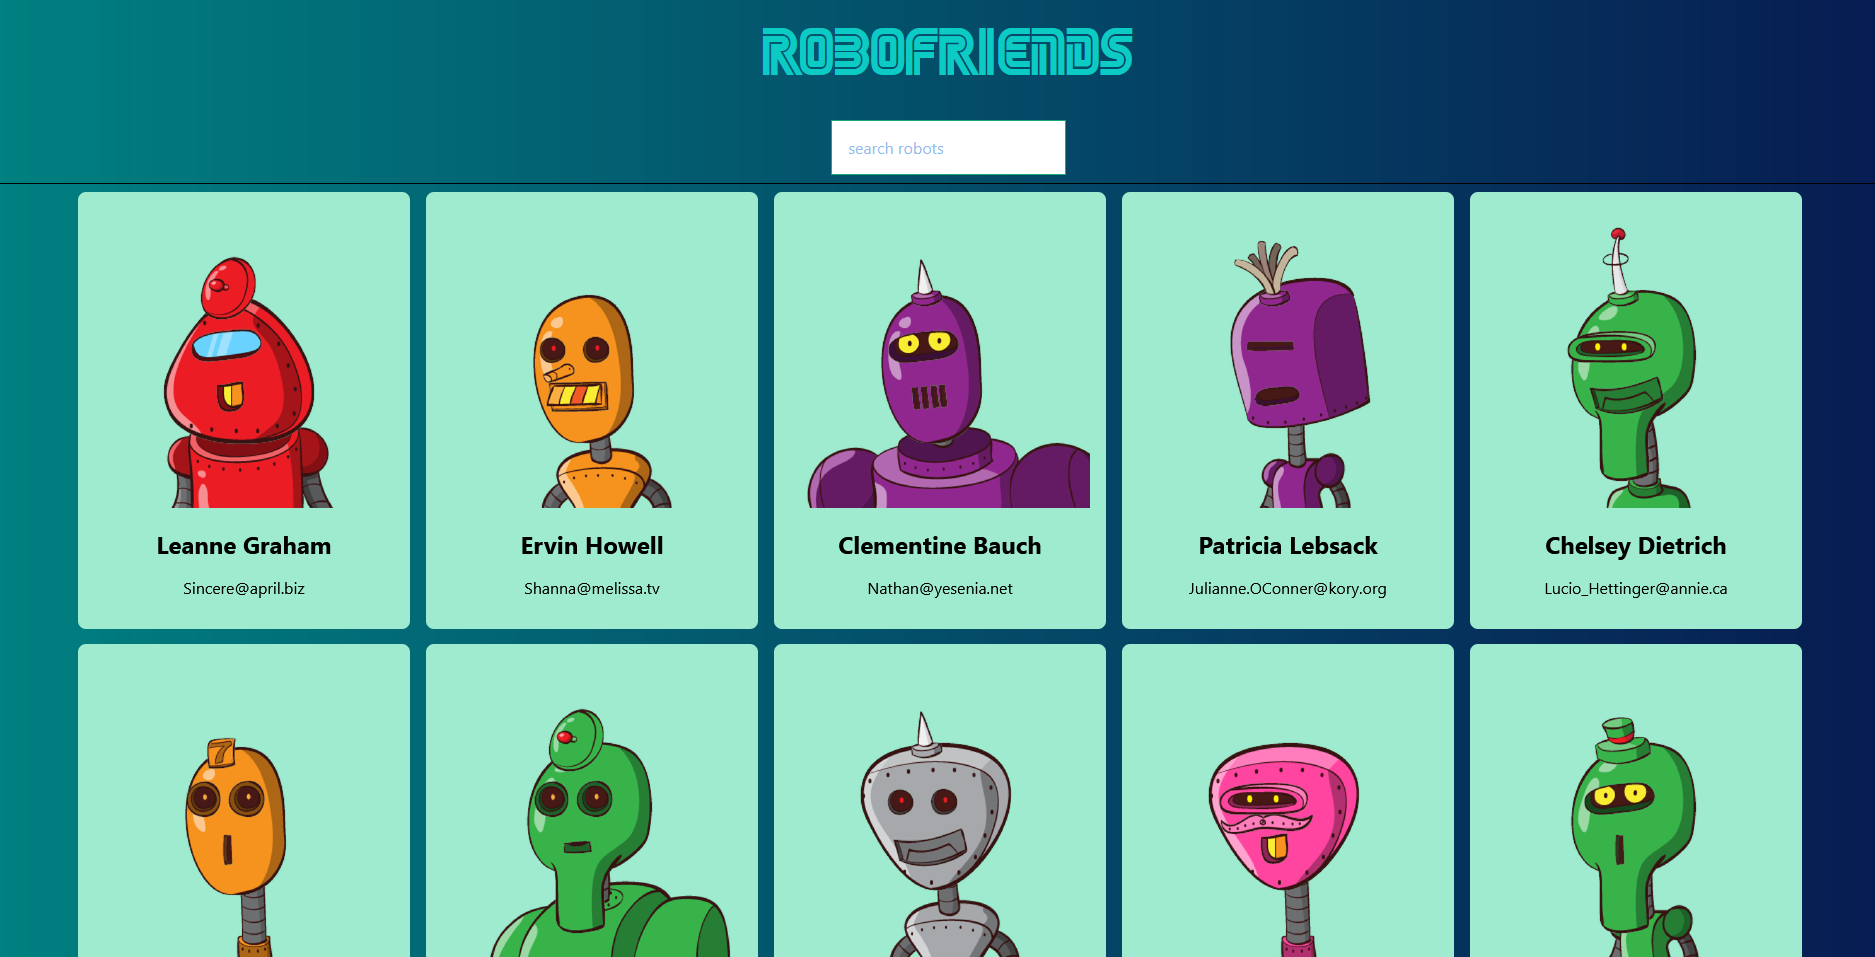 ROBOFRIENDS
search robots
Leanne Graham
Sincere@april.biz
Ervin Howell
Shanna@melissa.tv
Clementine Bauch
Nathan@yesenia.net
Patricia Lebsack
Julianne.OConner@kory.org
Chelsey Dietrich
Lucio_Hettinger@annie.ca
7